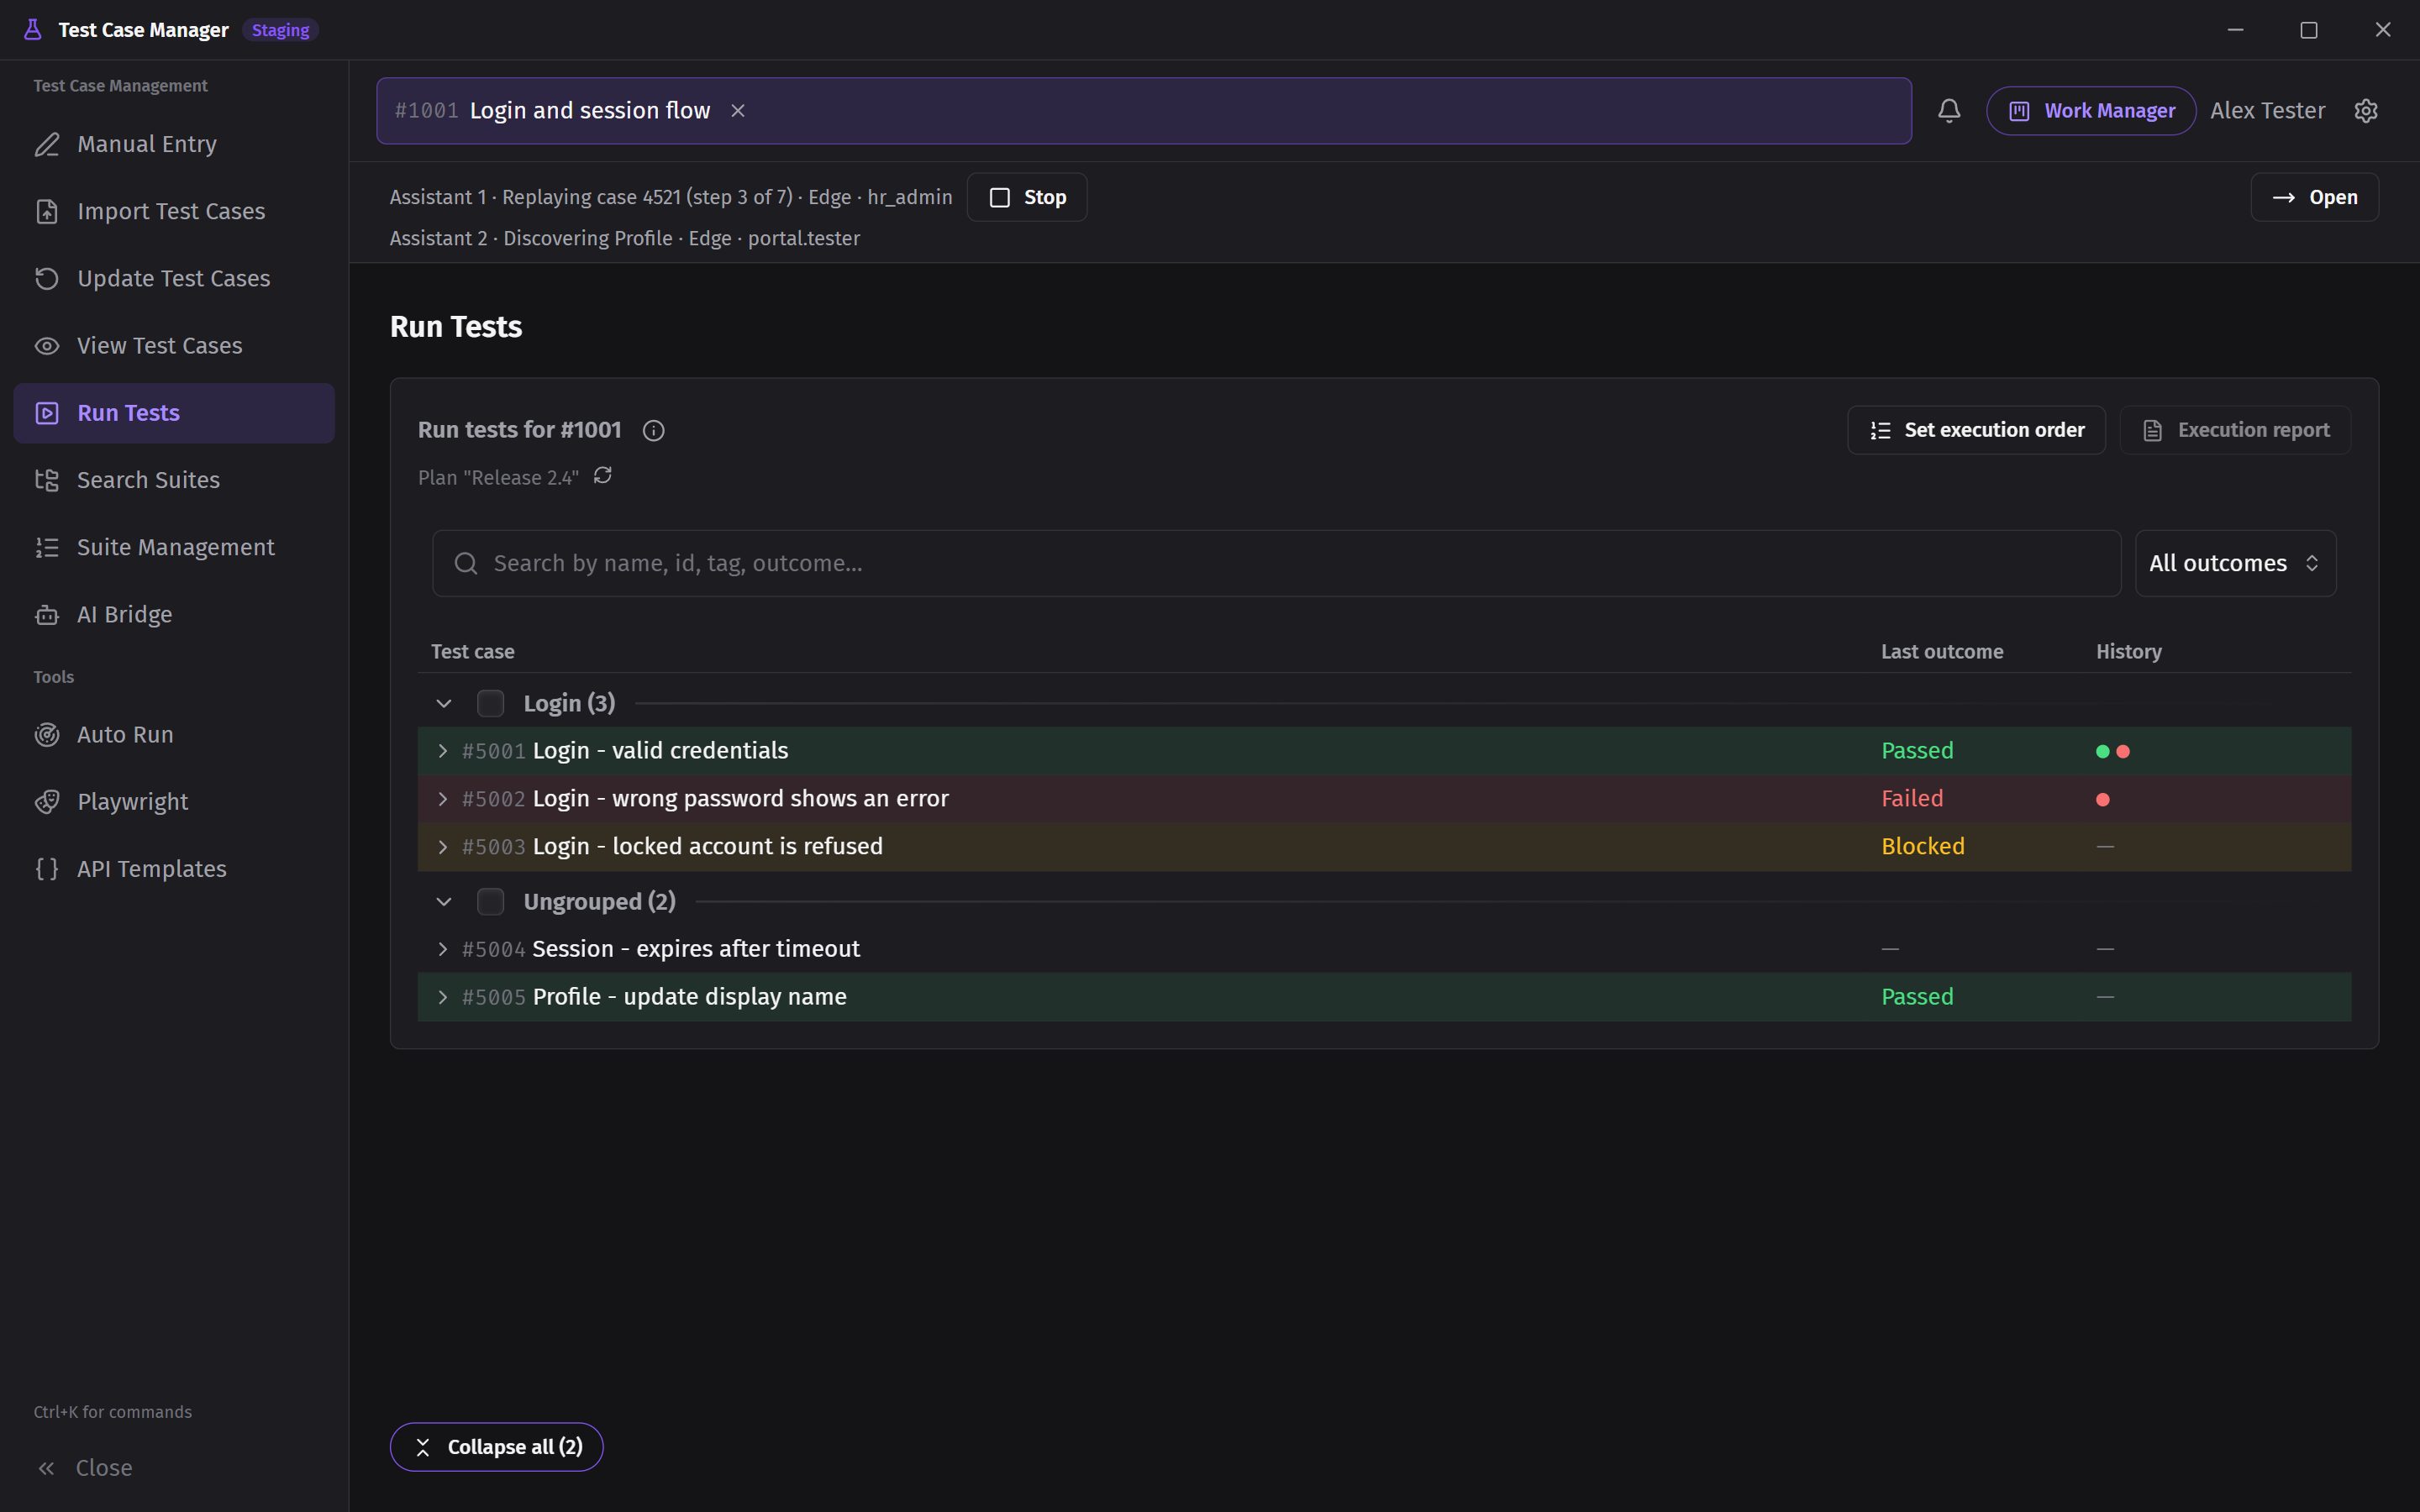 Test Case Manager Staging
Test Case Management
Manual Entry
Import Test Cases
Update Test Cases
View Test Cases
Run Tests
Search Suites
Suite Management
AI Bridge
Tools
Auto Run
Playwright
API Templates
Ctrl+K for commands
Close
#1001 Login and session flow
Work Manager
Alex Tester
Assistant 1 · Replaying case 4521 (step 3 of 7) · Edge · hr_admin
Stop
Open
Assistant 2 · Discovering Profile · Edge · portal.tester
Run Tests
Run tests for #1001
Set execution order
Execution report
Plan "Release 2.4"
Search by name, id, tag, outcome...
All outcomes
Test case Last outcome History
Login (3)
#5001 Login - valid credentials Passed
#5002 Login - wrong password shows an error Failed
#5003 Login - locked account is refused Blocked —
Ungrouped (2)
#5004 Session - expires after timeout — —
#5005 Profile - update display name Passed —
Collapse all (2)